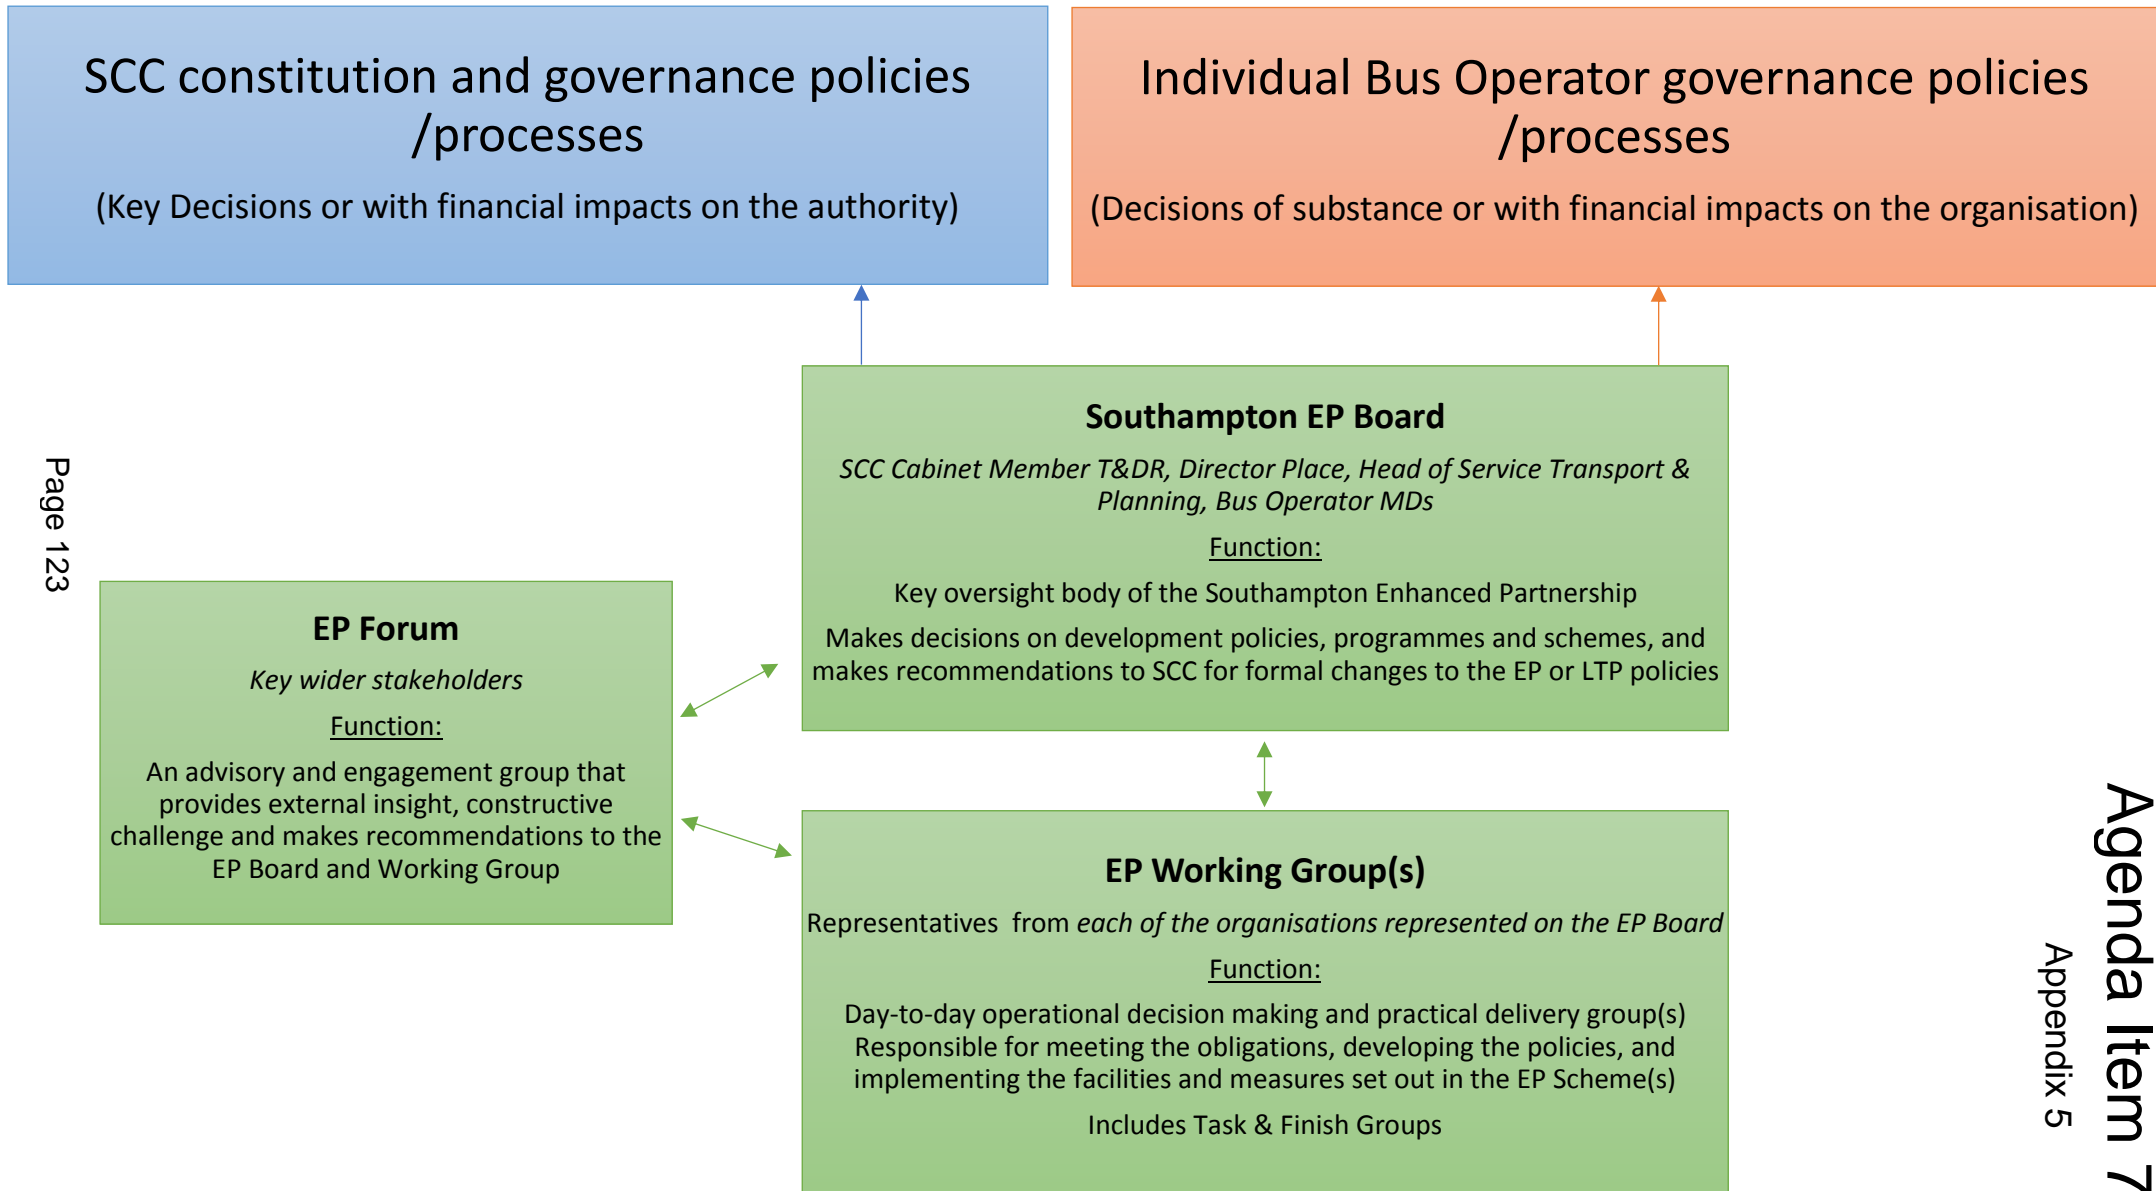 SCC constitution and governance policies
/processes
(Key Decisions or with financial impacts on the authority)
Individual Bus Operator governance policies
/processes
(Decisions of substance or with financial impacts on the organisation)
Southampton EP Board
SCC Cabinet Member T&DR, Director Place, Head of Service Transport &
Planning, Bus Operator MDs
Function:
Key oversight body of the Southampton Enhanced Partnership
Makes decisions on development policies, programmes and schemes, and
makes recommendations to SCC for formal changes to the EP or LTP policies
Page 123
EP Forum
Key wider stakeholders
Function:
An advisory and engagement group that
provides external insight, constructive
challenge and makes recommendations to the
EP Board and Working Group
EP Working Group(s)
Representatives from each of the organisations represented on the EP Board
Function:
Day-to-day operational decision making and practical delivery group(s)
Responsible for meeting the obligations, developing the policies, and
implementing the facilities and measures set out in the EP Scheme(s)
Includes Task & Finish Groups
Agenda Item 7
Appendix 5